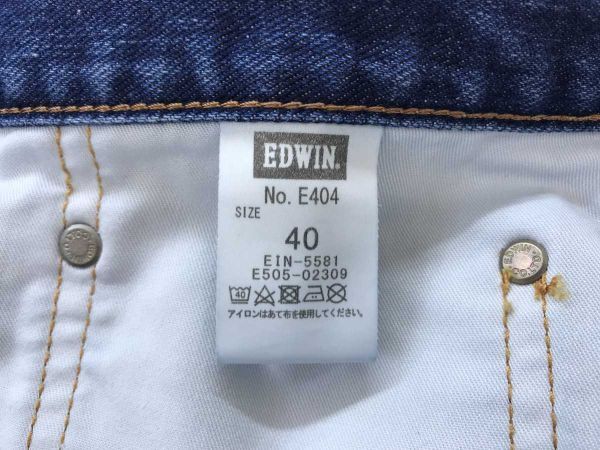 EDWIN.
No. E404
SIZE
40
EIN-5581
E505-02309
40
アイロンはあて布を使用してください。
EDWIN